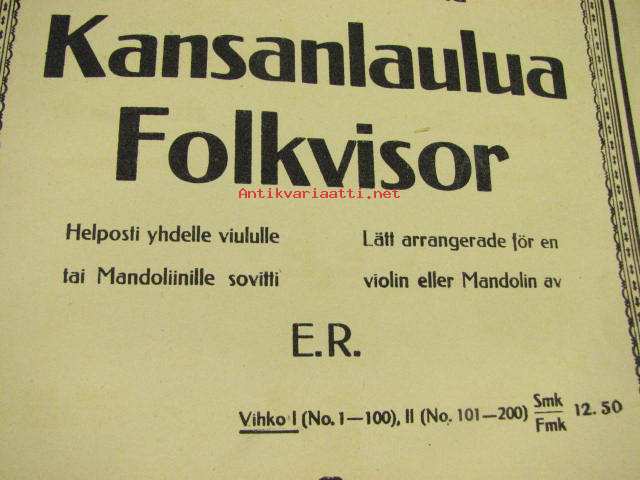 Kansanlaulua
Folkvisor
Antikvariaatti.net
Helposti yhdelle viululle
tai Mandoliinille sovitti
Lätt arrangerade för en
violin eller Mandolin av
E.R.
Vihko I (No. 1—100), II (No. 101—200) Smk/Fmk 12.50